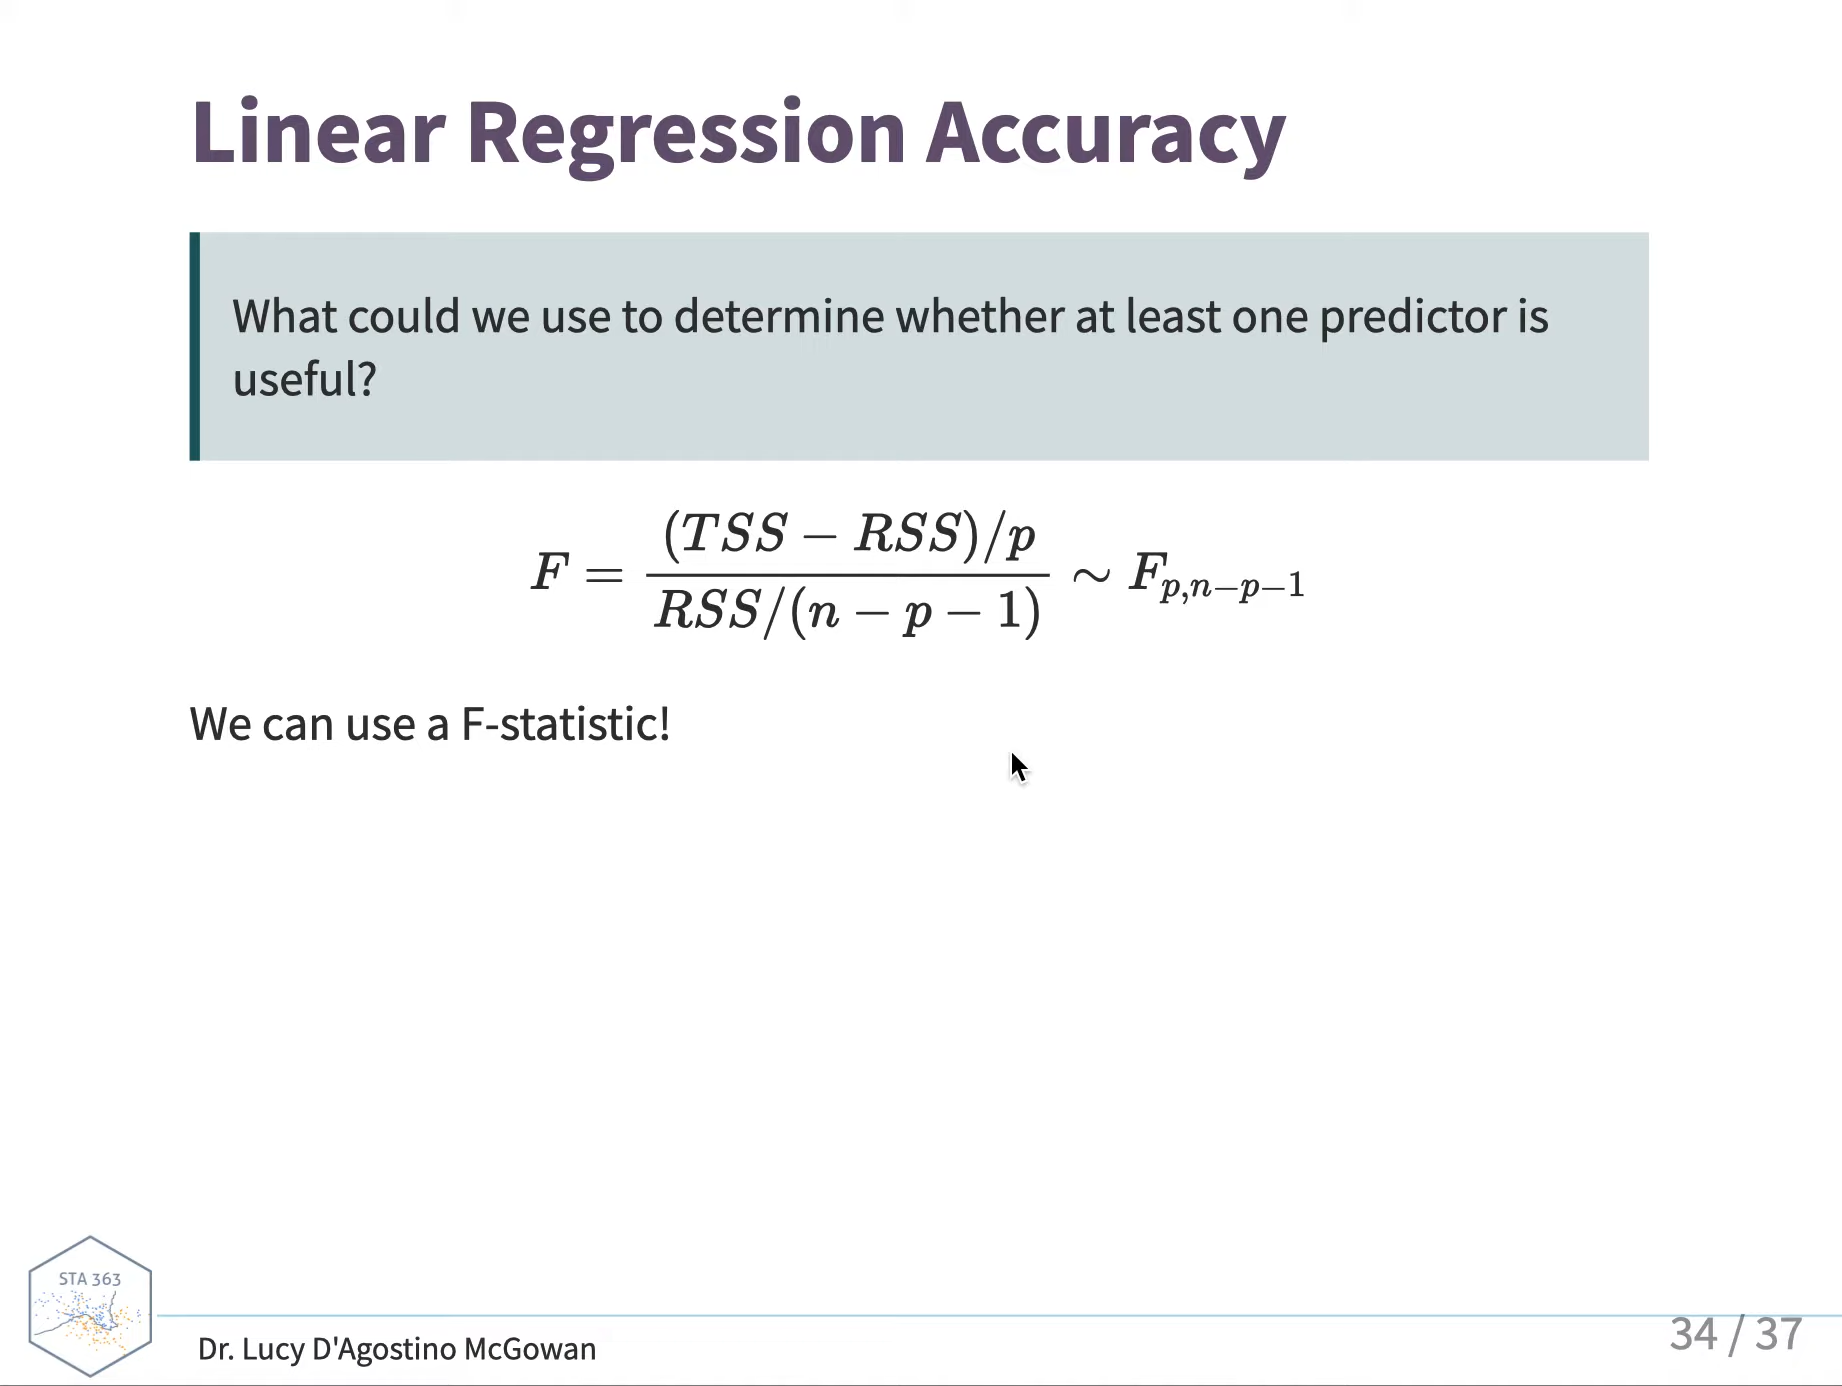 Linear Regression Accuracy
What could we use to determine whether at least one predictor is
useful?
F = (TSS − RSS)/p / RSS/(n − p − 1) ∼ F_{p,n−p−1}
We can use a F-statistic!
STA 363
Dr. Lucy D'Agostino McGowan
34 / 37